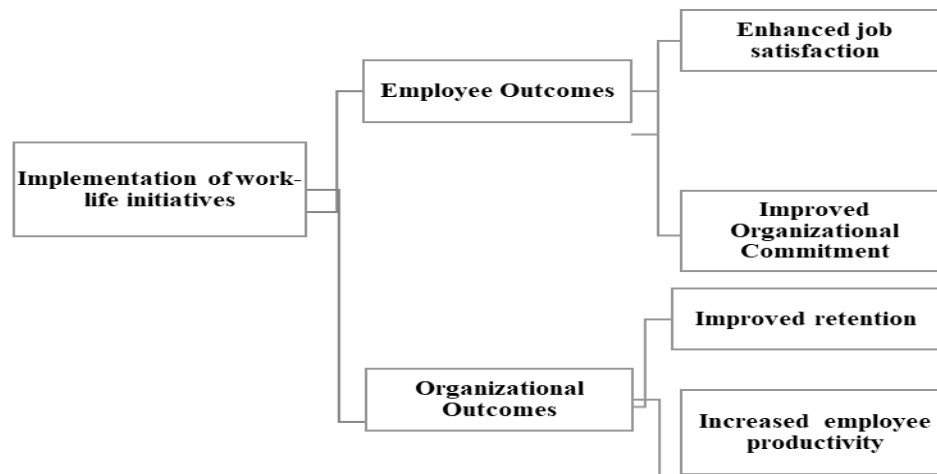 Enhanced job
satisfaction
Employee Outcomes
Implementation of work-
life initiatives
Improved
Organizational
Commitment
Improved retention
Organizational
Outcomes
Increased employee
productivity